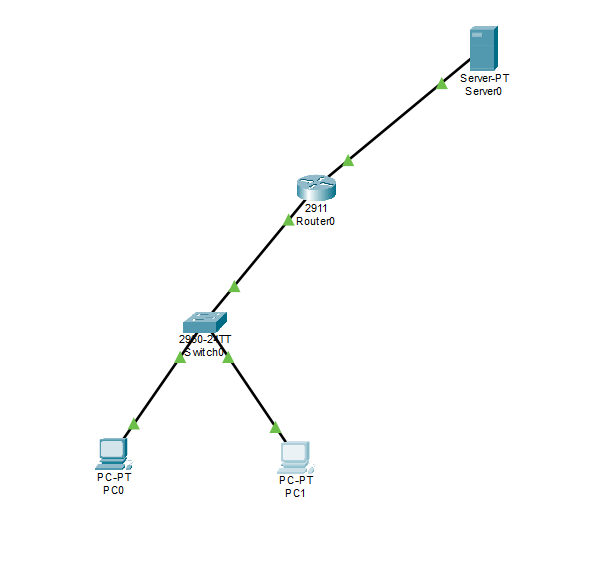 Server-PT
Server0
2911
Router0
2960-24TT
Switch0
PC-PT
PC0
PC-PT
PC1